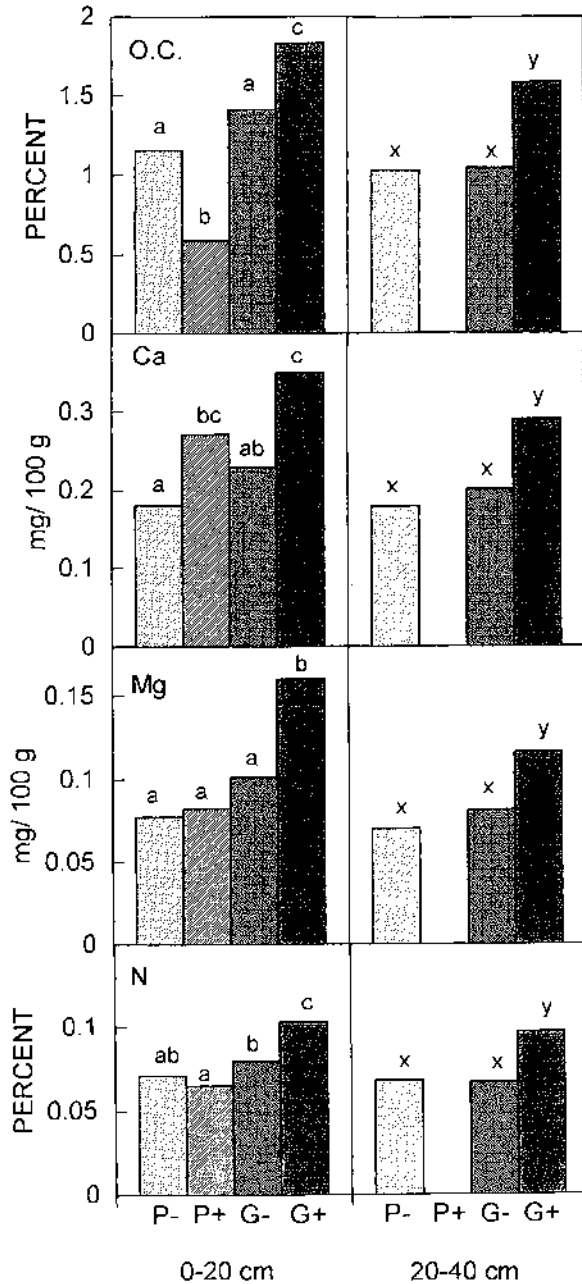 2
O.C.
c
y
1.5
a
a
x
x
PERCENT
1
b
0.5
0
Ca
c
0.3
bc
ab
y
mg/ 100 g
0.2
a
x
x
0.1
0
Mg
b
0.15
mg/ 100 g
a
a
a
y
0.1
x
x
0.05
0
N
c
y
PERCENT
0.1
ab
a
b
x
x
0.05
0
P- P+ G- G+ P- P+ G- G+
0-20 cm 20-40 cm